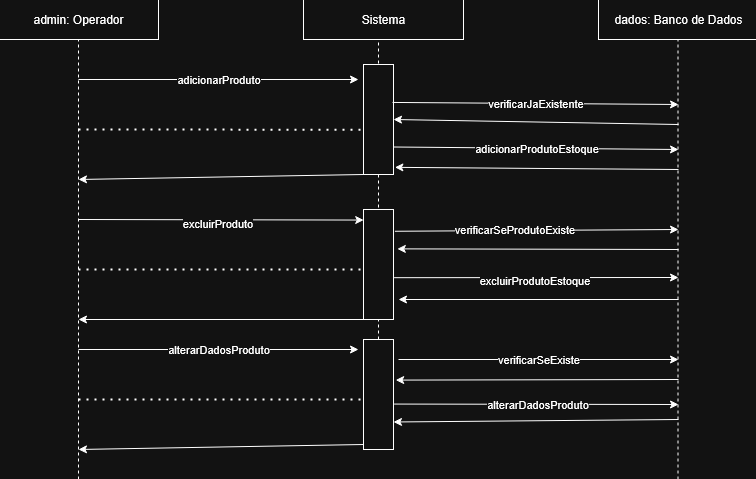 admin: Operador
Sistema
dados: Banco de Dados
adicionarProduto
verificarJaExistente
adicionarProdutoEstoque
excluirProduto
verificarSeProdutoExiste
excluirProdutoEstoque
alterarDadosProduto
verificarSeExiste
alterarDadosProduto